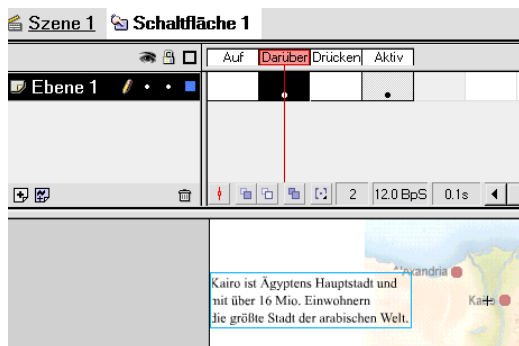 Szene 1 Schaltfläche 1
Auf Darüber Drücken Aktiv
Ebene 1
2 12.0 BpS 0.1s
Alexandria
Kairo ist Ägyptens Hauptstadt und
mit über 16 Mio. Einwohnern
die größte Stadt der arabischen Welt.
Kairo